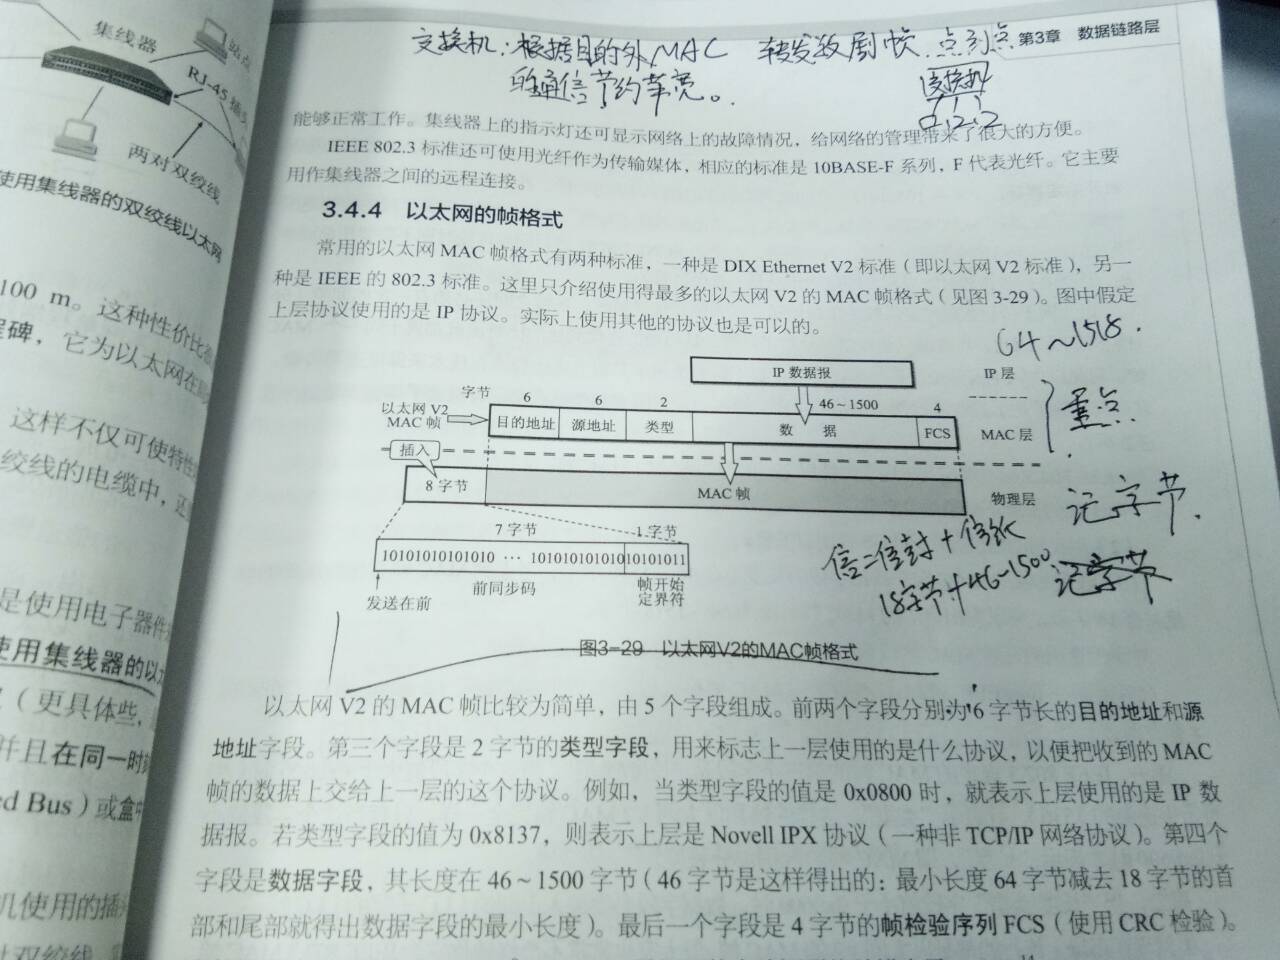 集线器
站点
RJ-45 插头
两对双绞线
使用集线器的双绞线以太网
100 m。这种性价比
程碑，它为以太网在
这样不仅可使特性
绞线的电缆中，还
是使用电子器件
使用集线器的以太
（更具体些，
并且在同一时刻
ed Bus）或盒中
机使用的插
对双绞线
第3章 数据链路层
交换机：根据目的外MAC 转发数剧帧 点到点
的通信节约带宽。
交换机
能够正常工作。集线器上的指示灯还可显示网络上的故障情况，给网络的管理带来了很大的方便。
IEEE 802.3 标准还可使用光纤作为传输媒体，相应的标准是 10BASE-F 系列，F 代表光纤。它主要
用作集线器之间的远程连接。
3.4.4 以太网的帧格式
常用的以太网 MAC 帧格式有两种标准，一种是 DIX Ethernet V2 标准（即以太网 V2 标准），另一
种是 IEEE 的 802.3 标准。这里只介绍使用得最多的以太网 V2 的 MAC 帧格式（见图 3-29）。图中假定
上层协议使用的是 IP 协议。实际上使用其他的协议也是可以的。
64～1518.
IP 数据报 IP 层
字节 6 6 2 46～1500 4
以太网 V2
MAC 帧
目的地址 源地址 类型 数 据 FCS MAC 层
重点
插入
8 字节 MAC 帧 物理层
记字节.
7 字节 1 字节
10101010101010 ··· 10101010101010101011
前同步码 帧开始
定界符
发送在前
信=信封+信纸
18字节+46~1500 记字节
图3-29 以太网V2的MAC帧格式
以太网 V2 的 MAC 帧比较为简单，由 5 个字段组成。前两个字段分别为 6 字节长的目的地址和源
地址字段。第三个字段是 2 字节的类型字段，用来标志上一层使用的是什么协议，以便把收到的 MAC
帧的数据上交给上一层的这个协议。例如，当类型字段的值是 0x0800 时，就表示上层使用的是 IP 数
据报。若类型字段的值为 0x8137，则表示上层是 Novell IPX 协议（一种非 TCP/IP 网络协议）。第四个
字段是数据字段，其长度在 46～1500 字节（46 字节是这样得出的：最小长度 64 字节减去 18 字节的首
部和尾部就得出数据字段的最小长度）。最后一个字段是 4 字节的帧检验序列 FCS（使用 CRC 检验）。